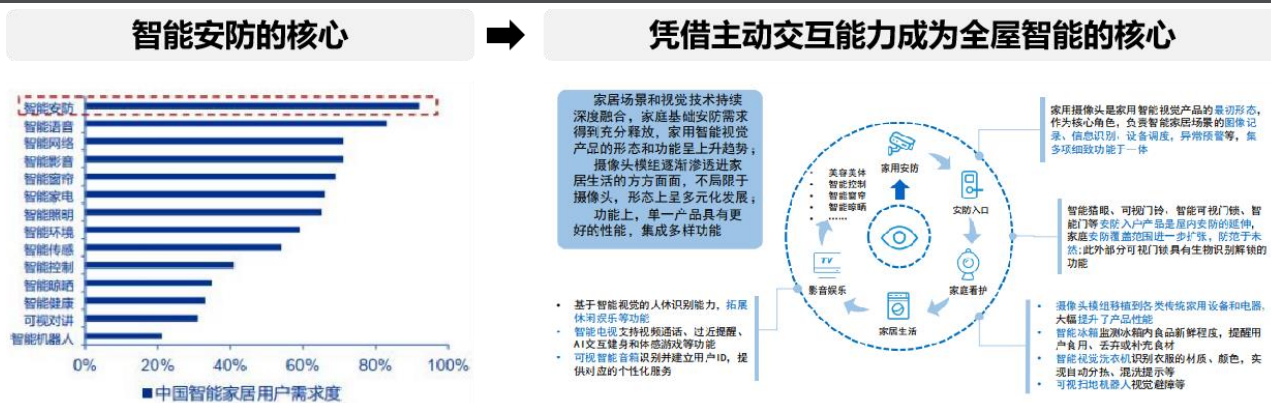 智能安防的核心
凭借主动交互能力成为全屋智能的核心
智能安防
智能语音
智能网络
智能影音
智能窗帘
智能家电
智能照明
智能环境
智能传感
智能控制
智能晾晒
智能健康
可视对讲
智能机器人
0%
20%
40%
60%
80%
100%
中国智能家居用户需求度
家居场景和视觉技术持续
深度融合，家庭基础安防需求
得到充分释放，家用智能视觉
产品的形态和功能呈上升趋势；
摄像头模组逐渐渗透进家
居生活的方方面面，不局限于
摄像头，形态上呈多元化发展；
功能上，单一产品具有更
好的性能，集成多样功能
• 基于智能视觉的人体识别能力，拓展
休闲娱乐等功能
• 智能电视支持视频通话、过近提醒、
AI交互健身和体感游戏等功能
• 可视智能音箱识别并建立用户ID，提
供对应的个性化服务
美容美体
• 智能控制
• 智能窗帘
• 智能晾晒
• ……
家用安防
安防入口
家庭看护
家居生活
TV
影音娱乐
家用摄像头是家用智能视觉产品的最初形态，
作为核心角色，负责智能家居场景的图像记
录、信息识别、设备调度，异常预警等，集
多项细致功能于一体
智能猫眼、可视门铃、智能可视门锁、智
能门等安防入户产品是屋内安防的延伸，
家庭安防覆盖范围进一步扩张，防范于未
然；此外部分可视门锁具有生物识别解锁的
功能
• 摄像头模组移植到各类传统家用设备和电器，
大幅提升了产品性能
• 智能冰箱监测冰箱内食品新鲜程度，提醒用
户食用、丢弃或补充食材
• 智能视觉洗衣机识别衣服的材质、颜色，实
现自动分拣、混洗提示等
• 可视扫地机器人视觉避障等